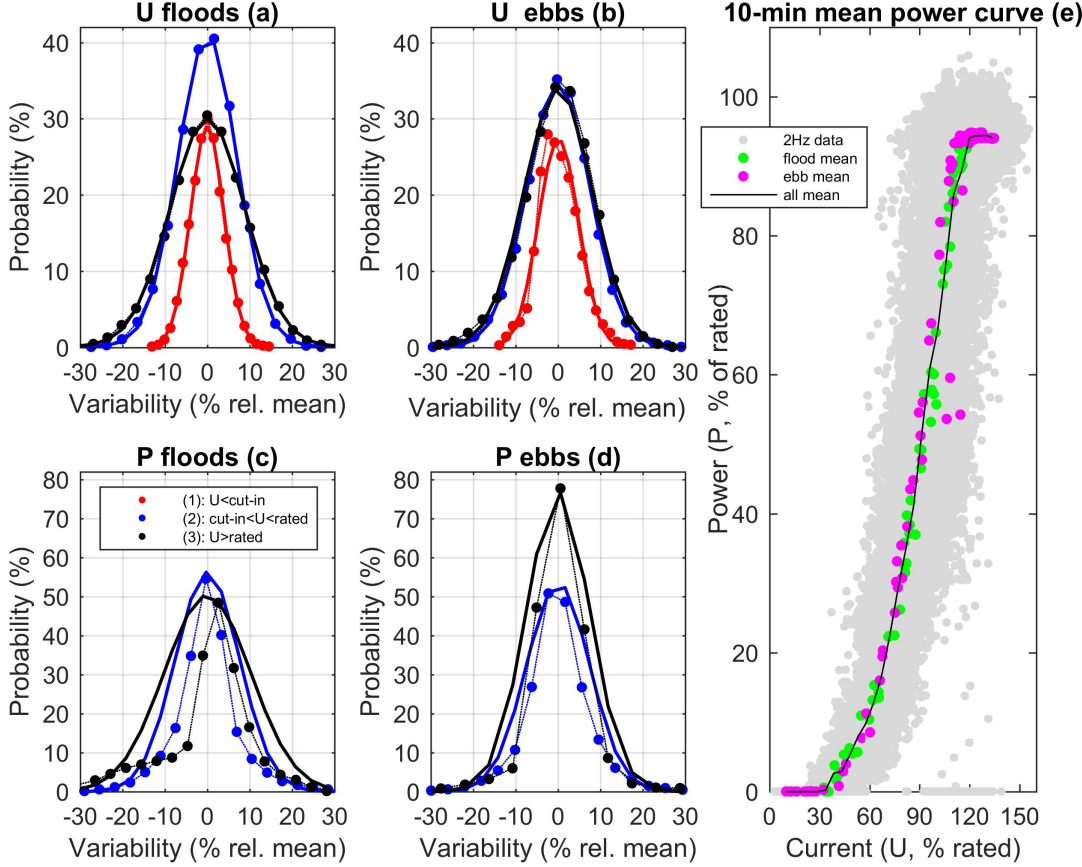 U floods (a)
40
30
20
10
0
Probability (%)
-30 -20 -10 0 10 20 30
Variability (% rel. mean)
U ebbs (b)
40
30
20
10
0
Probability (%)
-30 -20 -10 0 10 20 30
Variability (% rel. mean)
P floods (c)
80
70
60
50
40
30
20
10
0
Probability (%)
(1): U<cut-in
(2): cut-in<U<rated
(3): U>rated
-30 -20 -10 0 10 20 30
Variability (% rel. mean)
P ebbs (d)
80
70
60
50
40
30
20
10
0
Probability (%)
-30 -20 -10 0 10 20 30
Variability (% rel. mean)
10-min mean power curve (e)
100
80
60
40
20
0
Power (P, % of rated)
2Hz data
flood mean
ebb mean
all mean
0 30 60 90 120 150
Current (U, % rated)